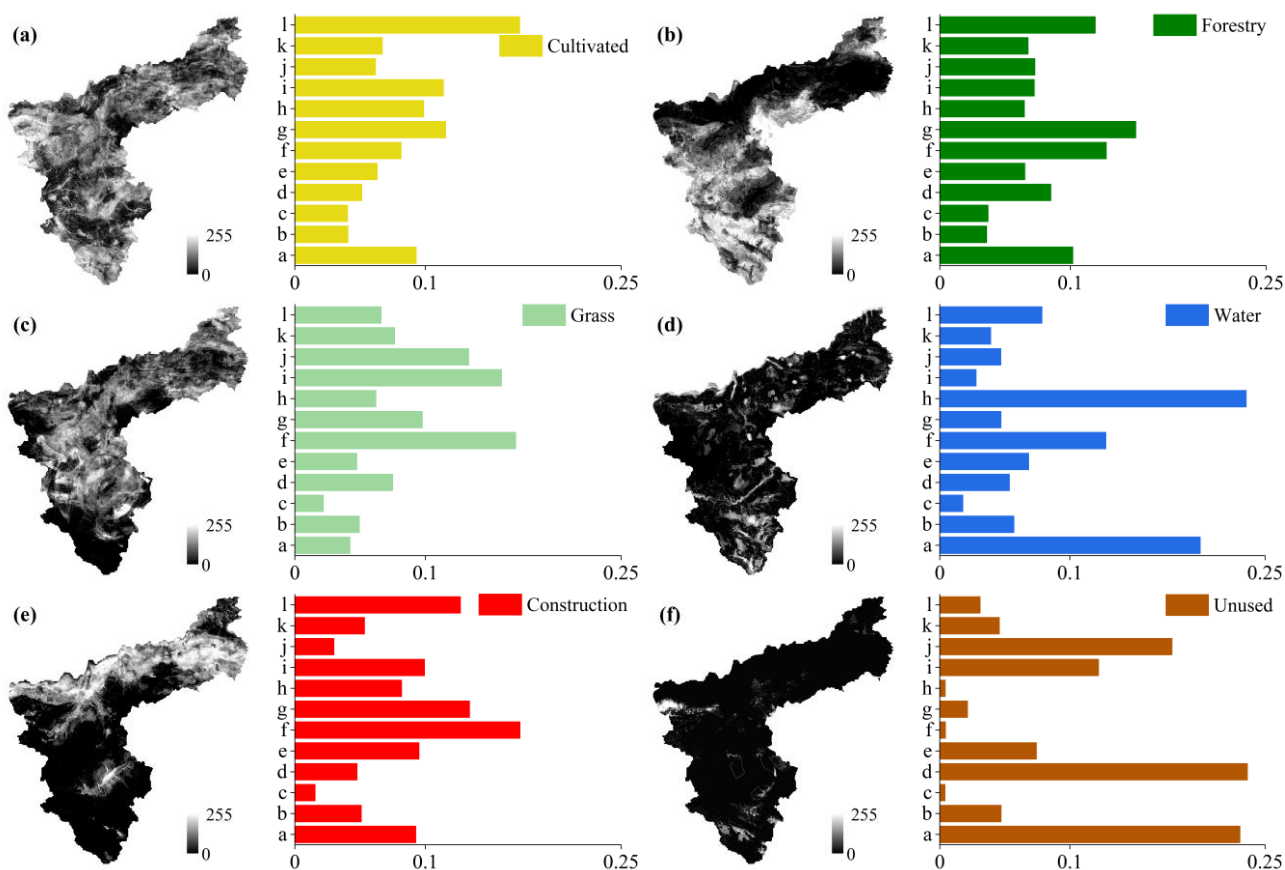 (a)
255
0
l
k
j
i
h
g
f
e
d
c
b
a
Cultivated
0 0.1 0.25
(b)
255
0
l
k
j
i
h
g
f
e
d
c
b
a
Forestry
0 0.1 0.25
(c)
255
0
l
k
j
i
h
g
f
e
d
c
b
a
Grass
0 0.1 0.25
(d)
255
0
l
k
j
i
h
g
f
e
d
c
b
a
Water
0 0.1 0.25
(e)
255
0
l
k
j
i
h
g
f
e
d
c
b
a
Construction
0 0.1 0.25
(f)
255
0
l
k
j
i
h
g
f
e
d
c
b
a
Unused
0 0.1 0.25